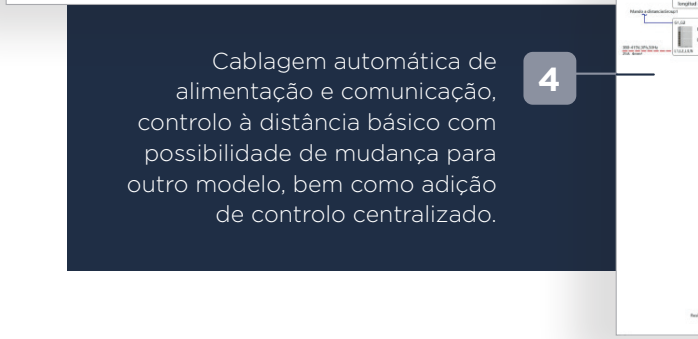 longitud
Cablagem automática de
alimentação e comunicação,
controlo à distância básico com
possibilidade de mudança para
outro modelo, bem como adição
de controlo centralizado.
4